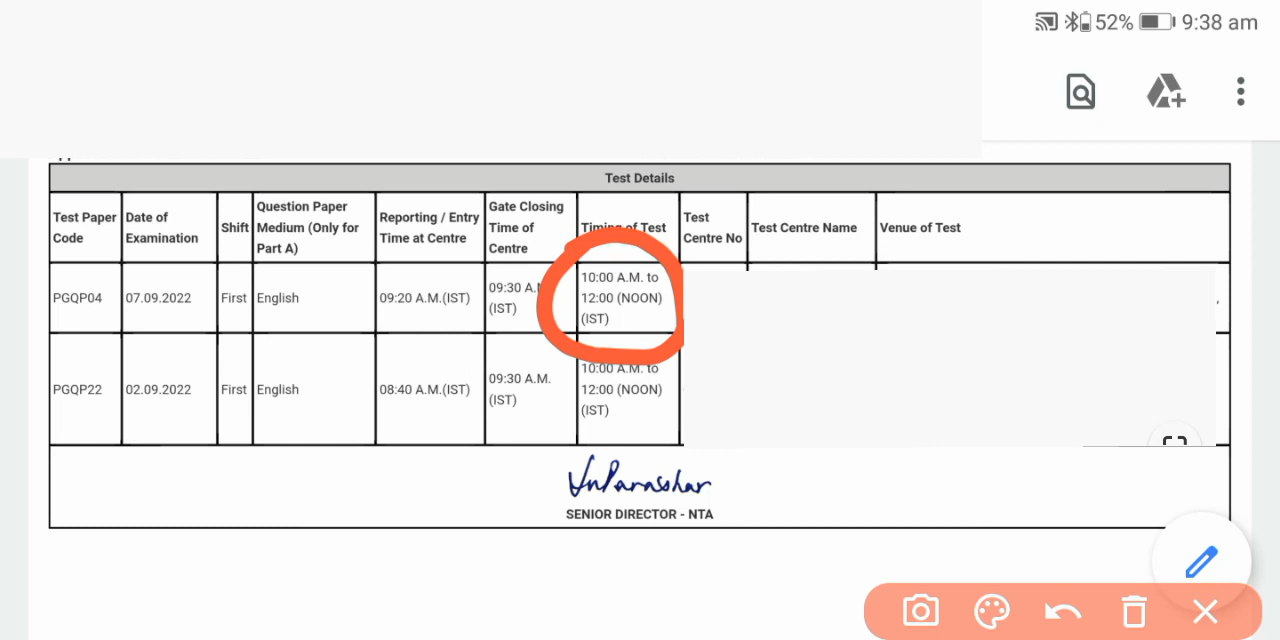 52% 9:38 am
Test Details
Test Paper Code
Date of Examination
Shift
Question Paper Medium (Only for Part A)
Reporting / Entry Time at Centre
Gate Closing Time of Centre
Timing of Test
Test Centre No
Test Centre Name
Venue of Test
PGQP04
07.09.2022
First
English
09:20 A.M.(IST)
09:30 A.M. (IST)
10:00 A.M. to 12:00 (NOON) (IST)
PGQP22
02.09.2022
First
English
08:40 A.M.(IST)
09:30 A.M. (IST)
10:00 A.M. to 12:00 (NOON) (IST)
VnParashar
SENIOR DIRECTOR - NTA